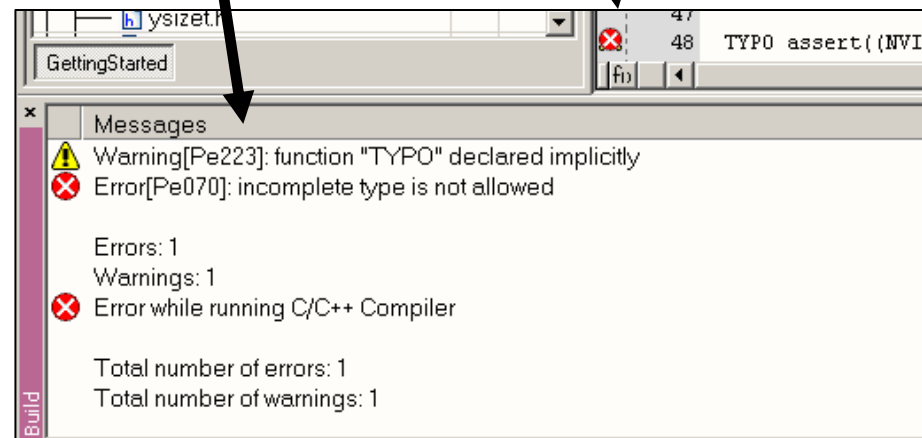 ysizet.h
47
48 TYPO assert((NVI
GettingStarted
Messages
Warning[Pe223]: function "TYPO" declared implicitly
Error[Pe070]: incomplete type is not allowed
Errors: 1
Warnings: 1
Error while running C/C++ Compiler
Total number of errors: 1
Total number of warnings: 1
Build